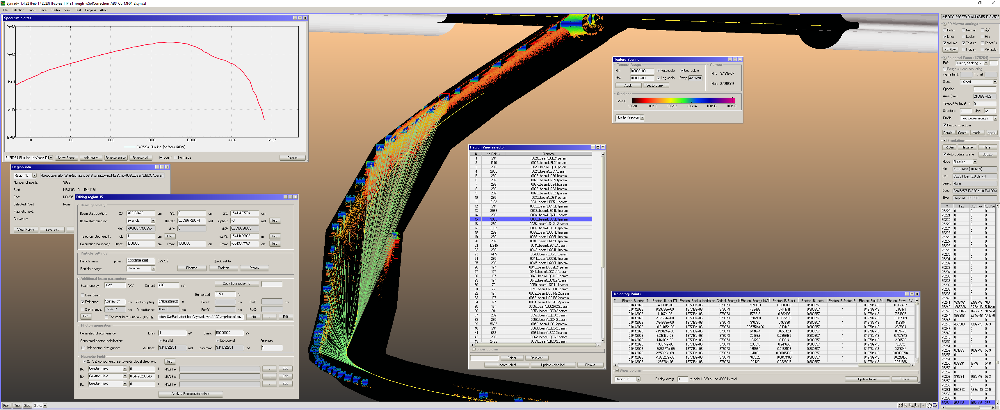 Synrad+ 1.4.32 (Feb 17 2023) [Fcc-ee T IP_s1_rough_wSolCorrection_ABS_Cu_MF04_2.syn7z]
File Selection Tools Facet Vertex View Test Regions About
Spectrum plotter
1e+13
1e+12
1e+11
1e+10
1e+09
10 100 1000 10000 100000 1e+06 1e+07
F#75264 Flux inc. (ph/sec/.1%BW)
F#75264 Flux inc. (ph/sec/.1% Show Facet Add curve Remove curve Remove all Log Y Normalize Dismiss
Region info
Region 15 \Dropbox\marton\SynRad latest beta\synrad_win_1.4.32\tmp\0035_beam1_BC3L.1.param
Number of points: 3986
Start: (48.3193 , 0 , -54414.9)
End: (38.235
Selected Point: None.
Magnetic field:
Curvature:
View Points Save as...
Editing region 15
Beam geometry
Beam start position: X0: 48.3193476 cm Y0: 0 cm Z0: -54414.87784 cm
Beam start direction: By angle: Theta0: 0.00397720074 rad Alpha0: -0 rad Info
dirX: -0.003977190255 dirY: 0 dirZ: 0.9999920909
Trajectory step length: dL: 1 cm Info startS: -544.1489967 m Info
Calculation boundary: Xmax: 1000000 cm Ymax: 1000000 cm Zmax: -50430.71153 cm Info
Particle settings
Particle mass: pmass: 0.00051099891 GeV/c2 Quick set to:
Particle charge: Negative Electron Positron Proton
Additional beam parameters
Beam energy: 182.5 GeV Current: 4.86 mA Copy from region ->
Ideal Beam En. spread: 0.159 %
Emittance: 1.5916e-07 cm Y/X coupling: 0.1006289308 % BetaX: cm EtaX: cm
X emittance: 1.59e-07 cm Y emittance: 1.6e-10 cm BetaY: cm EtaX':
Info Constant beta function BXY file: arton\SynRad latest beta\synrad_win_1.4.32\tmp\beam1.bxy Info ... Edit
Photon generation
Generated photon energy: Emin: 4 eV Emax: 50000000 eV
Generated photon polarization: Parallel Orthogonal Structure:
Limit photon divergence: divXmax: 3.141592654 rad divYmax: 3.141592654 rad 1
Magnetic Field
X, Y, Z components are towards global directions Info
Bx: Constant field 0 T MAG file: ... Edit
By: Constant field 0.04420290846 T MAG file: ... Edit
Bz: Constant field 0 T MAG file: ... Edit
Apply & Recalculate points
Front Top Side Ortho.
Texture Scaling
Texture Range Current
Min 0.000E+00 Autoscale Use colors Min: 9.491E+07
Max 0.000E+00 Log scale Swap 42.26MB Max: 2.495E+18
Apply Set to current
Gradient
1.27e18
1.00e8 1.00e10 1.00e12 1.00e14 1.00e16 1.00e18
Flux (ph/sec/cm²
Region View selector
# nb Points Filename
1 291 0021_beam1_QL2.1.param
2 1546 0022_beam1_BL2.1.param
3 292 0023_beam1_QL1.1.param
4 2650 0024_beam1_BL1.1.param
5 292 0025_beam1_QB6.1.param
6 292 0026_beam1_QB5.1.param
7 292 0027_beam1_QB4.1.param
8 292 0028_beam1_QB3.1.param
9 292 0029_beam1_QB2.1.param
10 292 0030_beam1_QB1.1.param
11 6102 0031_beam1_BC5L.1.param
12 291 0032_beam1_QY2L.1.param
13 3986 0033_beam1_BC4L.1.param
14 292 0034_beam1_QY1L.1.param
15 3986 0035_beam1_BC3L.1.param
16 292 0036_beam1_QY2L.2.param
17 6102 0037_beam1_BC2L.1.param
18 292 0038_beam1_QC7L.1.param
19 292 0039_beam1_QC6L.1.param
20 292 0040_beam1_QC5L.1.param
21 12845 0041_beam1_BC1L.1.param
22 292 0042_beam1_QC4L.1.param
23 7415 0043_beam1_BWL.1.param
24 292 0044_beam1_QC3L.1.param
25 292 0045_beam1_QC0L.1.param
26 127 0046_beam1_QC2L2.1.param
27 127 0047_beam1_QC2L1.1.param
28 127 0048_beam1_QC1L3.1.param
29 127 0049_beam1_QC1L2.1.param
30 72 0050_beam1_QC1L1.1.param
31 72 0051_beam1_QC1R1.2.param
32 127 0052_beam1_QC1R2.2.param
33 127 0053_beam1_QC1R3.2.param
34 127 0054_beam1_QC2R1.2.param
35 127 0055_beam1_QC2R2.2.param
36 291 0056_beam1_QC0.2.param
37 292 0057_beam1_QC3.2.param
38 292 0058_beam1_QC4.2.param
39 5637 0059_beam1_BC1.2.param
40 291 0060_beam1_QC5.2.param
41 668 0061_beam1_BC2.2.param
42 292 0062_beam1_QC6.2.param
43 2466 0063_beam1_BC3.2.param
Show column
Select Deselect
Update table! Update selection! Dismiss
Trajectory Points
T) Photon_B_ortho (T) Photon_B_par (T) Photon_Radius (cm) hoton_Critical_Energy (e Photon_Energy (eV) Photon_E/E_crit Photon_B_factor Photon_B_factor_P Photon_Flux (1/s) Photon_Power (W)
0.0442029 1.43208e-08 1.37718e+06 979073 58930.3 0.0601899 0.980857 1 8.1278e+13 0.767407
0.0442029 6.29736e-09 1.37718e+06 979073 432468 0.441711 0.980857 1 8.1278e+13 5.63171
0.0442029 1.1467e-08 1.37718e+06 979073 579718 0.592109 0.980857 1 8.1278e+13 7.54925
0.0442029 2.37664e-08 1.37718e+06 979073 65824.8 0.0672318 0.980857 1 8.1278e+13 0.857189
0.0442029 7.64928e-09 1.37718e+06 979073 916765 0.93636 0.980857 1 8.1278e+13 11.9384
0.0442029 -8.61405e-09 1.37718e+06 979073 2.05751e+06 2.10149 0.980857 1 8.1278e+13 26.7934
0.0442029 -1.99124e-08 1.37718e+06 979073 644644 0.658423 0.980857 1 8.1278e+13 8.39473
0.0442029 3.21813e-08 1.37718e+06 979073 35166.6 0.0359182 0.980857 1 8.1278e+13 0.457949
0.0442029 1.46186e-08 1.37718e+06 979073 183223 0.18714 0.980857 1 8.1278e+13 2.38598
0.0442029 1.39874e-08 1.37718e+06 979073 236610 0.241668 0.980857 1 8.1278e+13 3.0812
0.0442029 -9.28377e-09 1.37718e+06 979073 16598.1 0.0169528 0.980857 1 8.1278e+13 0.216144
0.0442029 2.55989e-09 1.37718e+06 979073 148.81 0.000151991 0.980857 1 8.1278e+13 0.00193784
0.0442029 -1.83927e-08 1.37718e+06 979073 1675.25 0.00171106 0.980857 1 8.1278e+13 0.0218155
0.0442029 1.29878e-08 1.37718e+06 979073 22422 0.0229013 0.980857 1 8.1278e+13 0.291986
Show column
Region 15 Display every 3 th point (1328 of the 3986 in total) Update table! Dismiss
V:152030 F:93979 Dim:(4166.55,10,212509
3D Viewer settings
Rules Normals
Lines Leaks Hits
Volume Texture FacetIDs
<< View Indices VertexIDs
Selected Facet (#75264)
Refl: Diffuse, Sticking-> 1
Rough surface scattering
sigma (nm): T (nm):
Sides: 1 Sided
Opacity: 1
Area (cm²): 21.08837422
Teleport to facet # 0
Structure: 1 Link: no
Profile: Flux, power along
Record spectrum
Details... Coord. Mesh... Apply
Simulation
<< Sim Resume Reset
Auto update scene Update
Mode Fluxwise
Hits 53.92 Mhit (0.0 hit/s)
Des. 53.93 Mdes (0.0 des/s)
Leaks None
Dose Scn:525.7 F=3.99e+18 P=1.96e+
Time Stopped: 00:00:00
# Hits AbsFlux AbsPov
75220 0 0 0
75221 0 0 0
75222 0 0 0
75223 0 0 0
75224 0 0 0
75225 0 0 0
75226 0 0 0
75227 0 0 0
75228 0 0 0
75229 0 0 0
75230 0 0 0
75231 0 0 0
75232 0 0 0
75233 0 0 0
75234 0 0 0
75235 0 0 0
75236 0 0 0
75237 0 0 0
75238 0 0 0
75239 0 0 0
75240 0 0 0
75241 1636461 2.16e+16 100
75242 1865636 8.75e+16 5.46e+
75243 2560077 1.67e+17 9.65e+
75244 899386 2.74e+16 1.41e+0
75245 0 0 0
75246 466900 7.18e+15 37.3
75247 0 0 0
75248 0 0 0
75249 0 0 0
75250 0 0 0
75251 0 0 0
75252 671983 1.03e+16 53.9
75253 0 0 0
75254 0 0 0
75255 638891 1e+16 54.6
75256 0 0 0
75257 0 0 0
75258 816334 1.08e+16 53.3
75259 0 0 0
75260 0 0 0
75261 592943 7.83e+15 35.5
75262 0 0 0
75263 0 0 0
75264 966149 1.68e+16 268